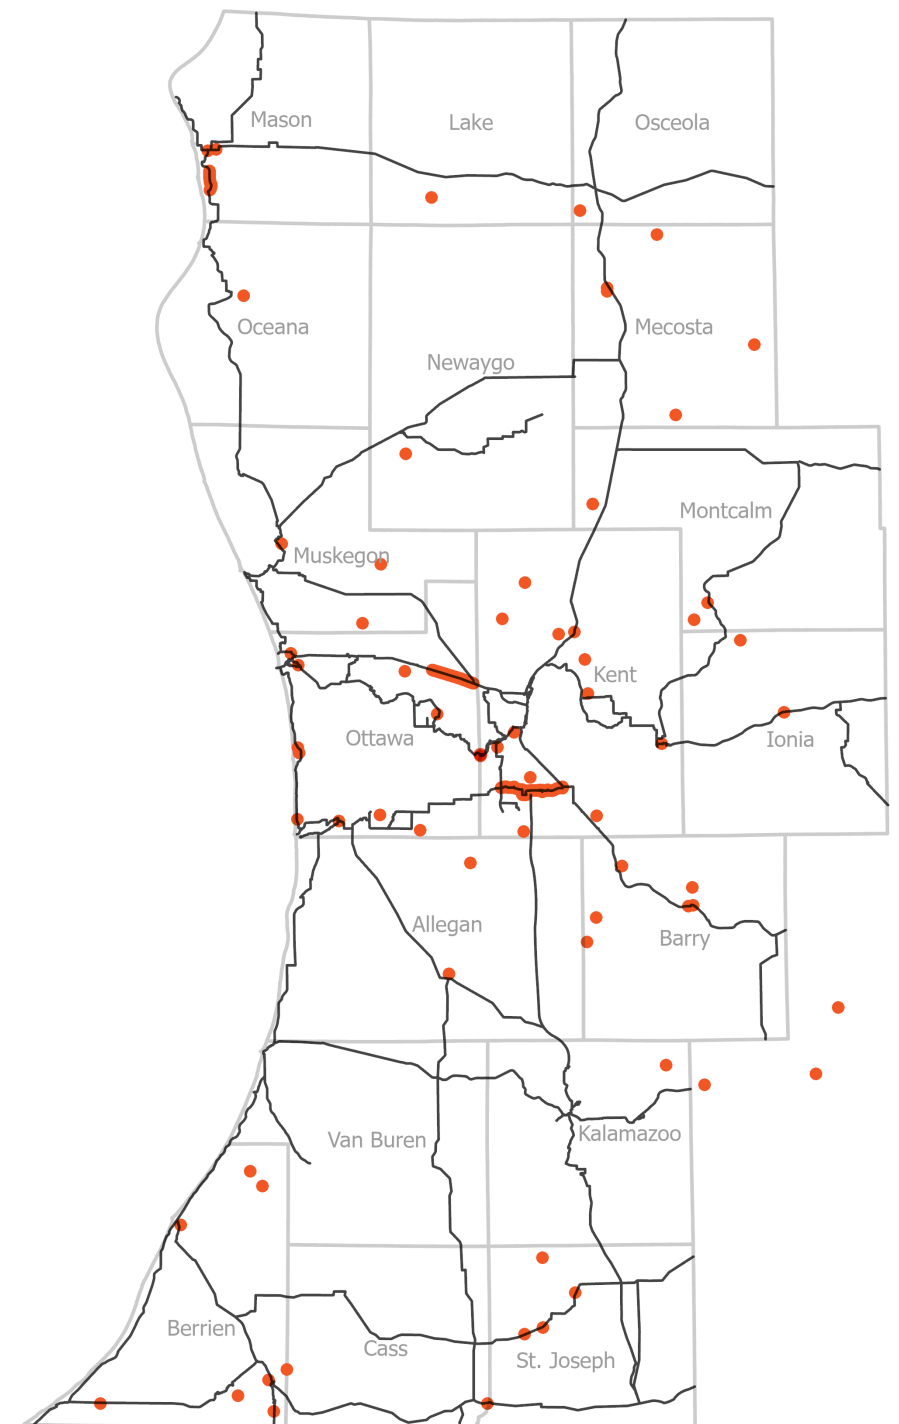 Mason
Lake
Osceola
Oceana
Mecosta
Newaygo
Montcalm
Muskegon
Kent
Ottawa
Ionia
Allegan
Barry
Van Buren
Kalamazoo
Berrien
Cass
St. Joseph